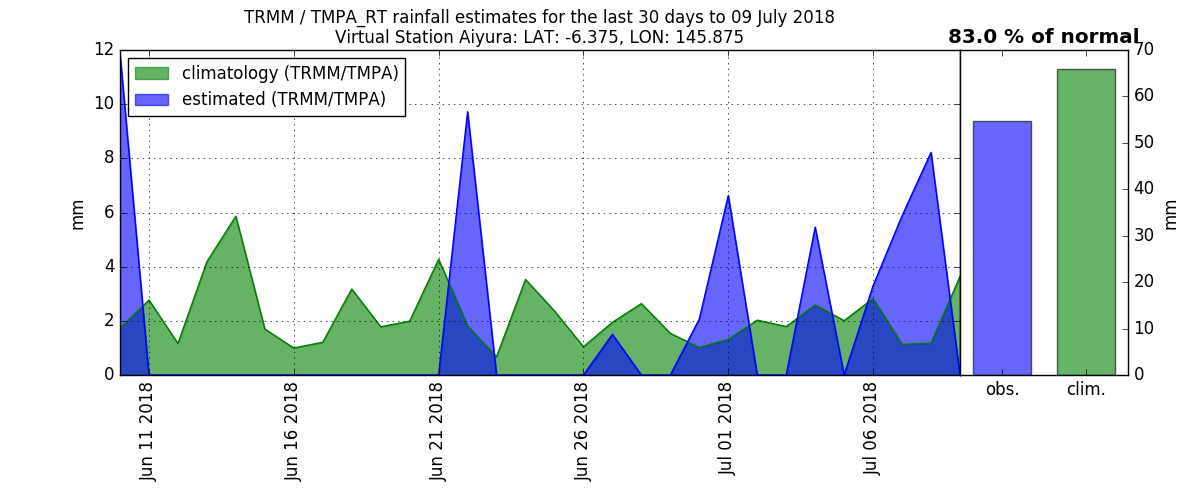 TRMM / TMPA_RT rainfall estimates for the last 30 days to 09 July 2018
Virtual Station Aiyura: LAT: -6.375, LON: 145.875
83.0 % of normal
climatology (TRMM/TMPA)
estimated (TRMM/TMPA)
mm
12
10
8
6
4
2
0
Jun 11 2018
Jun 16 2018
Jun 21 2018
Jun 26 2018
Jul 01 2018
Jul 06 2018
obs.
clim.
70
60
50
40
30
20
10
0
mm